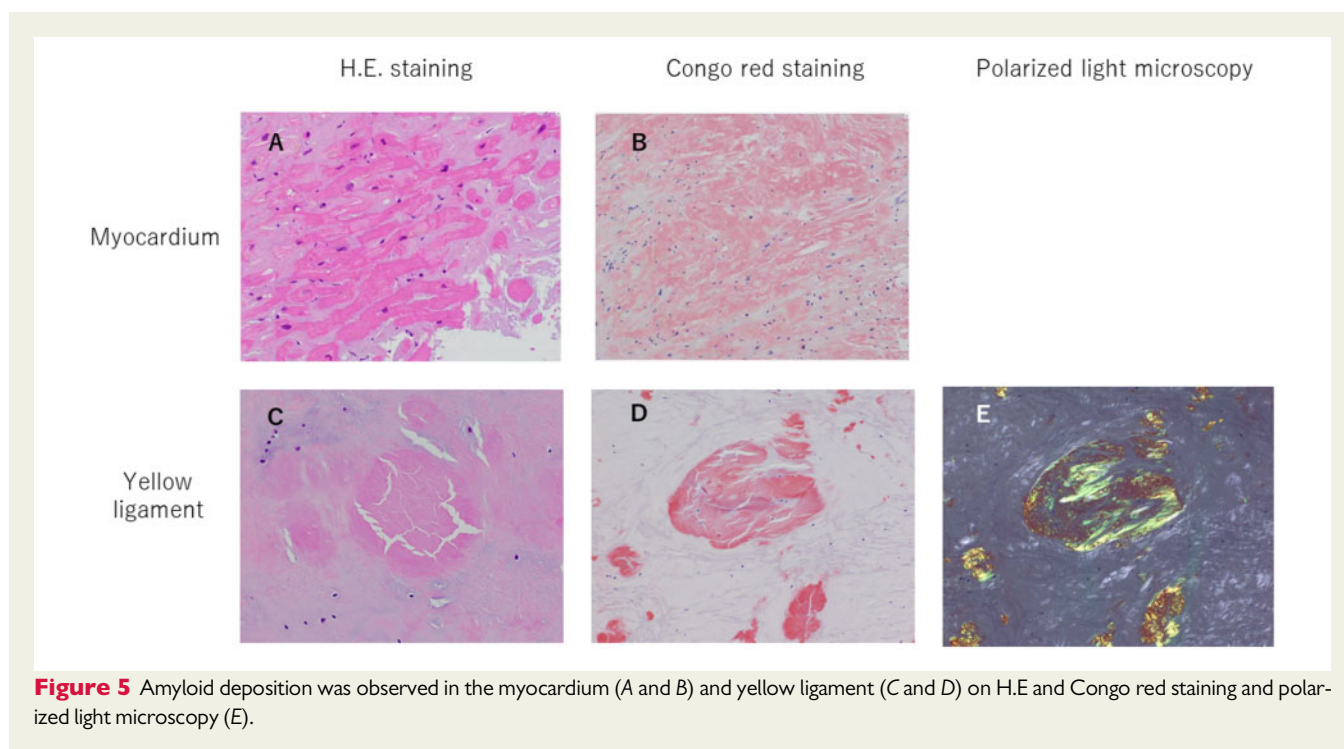 H.E. staining Congo red staining Polarized light microscopy
A B
Myocardium
C D E
Yellow
ligament
Figure 5 Amyloid deposition was observed in the myocardium (A and B) and yellow ligament (C and D) on H.E and Congo red staining and polar-
ized light microscopy (E).